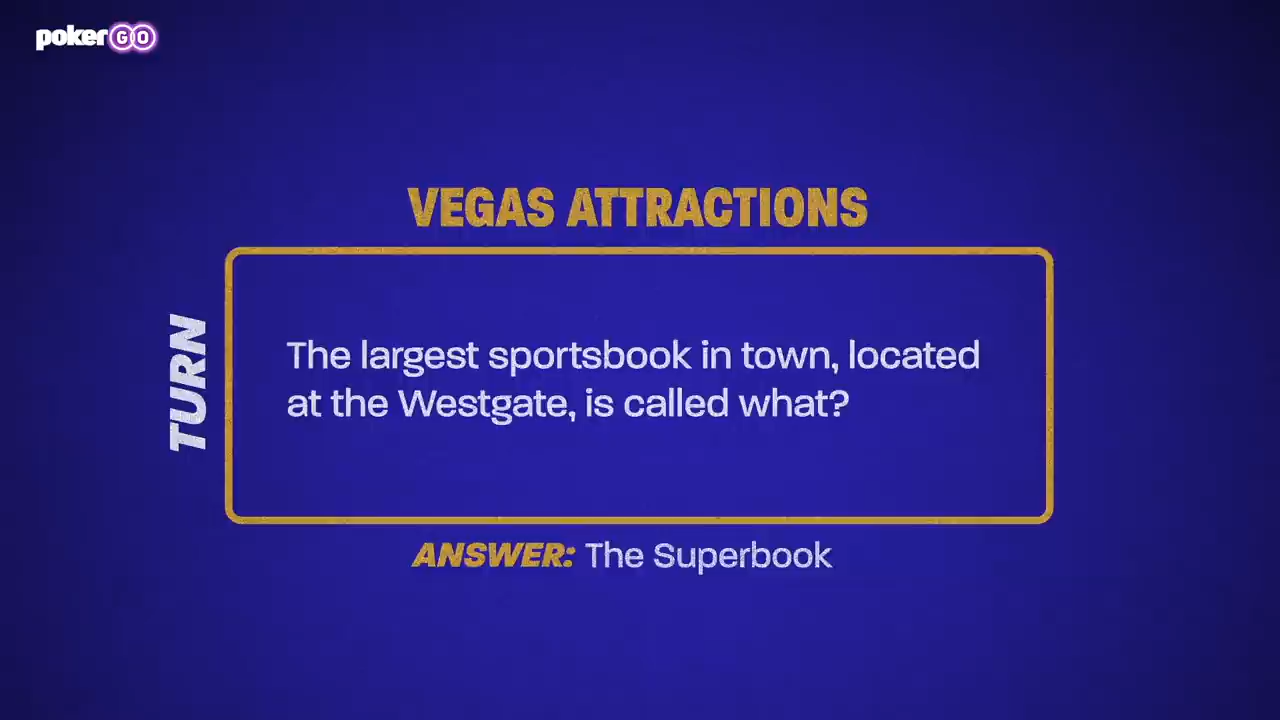 pokerGO
VEGAS ATTRACTIONS
TURN
The largest sportsbook in town, located
at the Westgate, is called what?
ANSWER: The Superbook